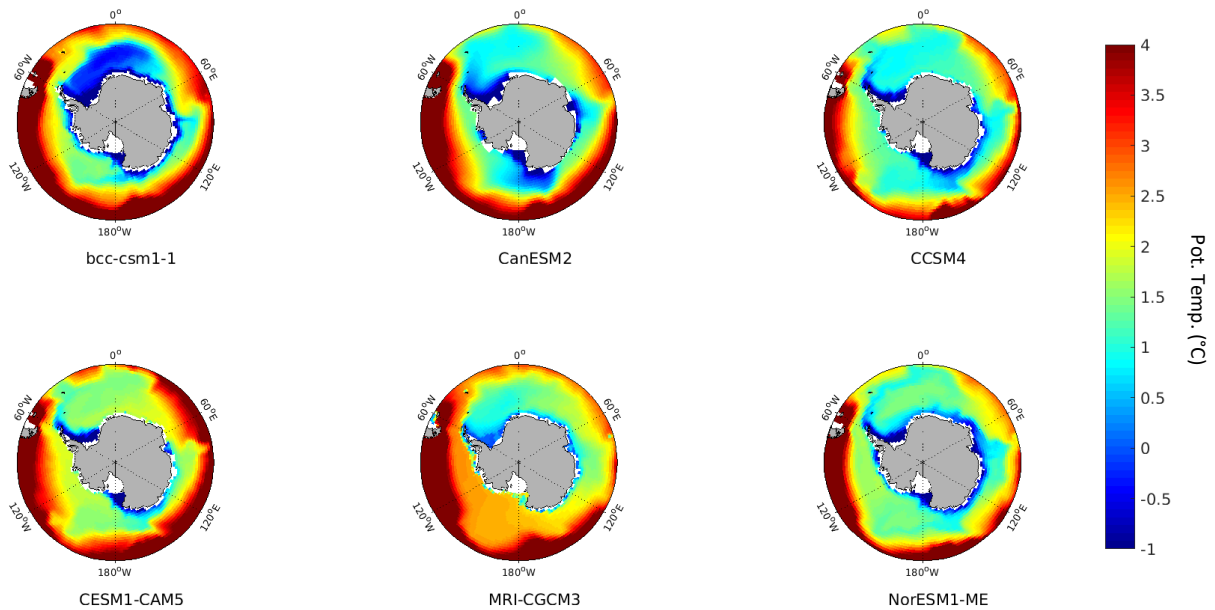 0°
0°
0°
60°W
60°E
60°W
60°E
60°W
60°E
120°W
120°E
120°W
120°E
120°W
120°E
180°W
180°W
180°W
bcc-csm1-1
CanESM2
CCSM4
0°
0°
0°
60°W
60°E
60°W
60°E
60°W
60°E
120°W
120°E
120°W
120°E
120°W
120°E
180°W
180°W
180°W
CESM1-CAM5
MRI-CGCM3
NorESM1-ME
4
3.5
3
2.5
2
1.5
1
0.5
0
-0.5
-1
Pot. Temp. (°C)